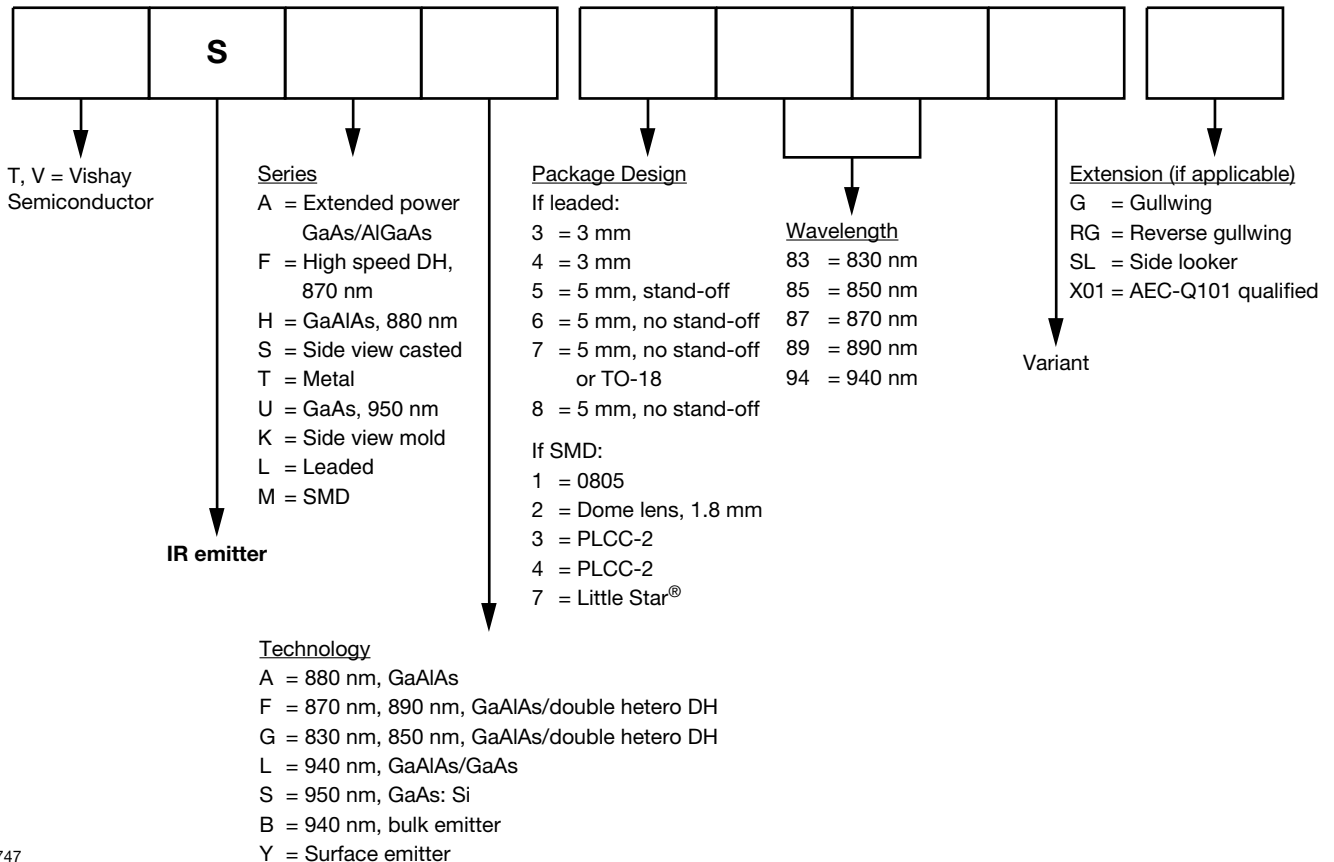 S
T, V = Vishay
Semiconductor
IR emitter
Series
A = Extended power
GaAs/AlGaAs
F = High speed DH,
870 nm
H = GaAlAs, 880 nm
S = Side view casted
T = Metal
U = GaAs, 950 nm
K = Side view mold
L = Leaded
M = SMD
Technology
A = 880 nm, GaAlAs
F = 870 nm, 890 nm, GaAlAs/double hetero DH
G = 830 nm, 850 nm, GaAlAs/double hetero DH
L = 940 nm, GaAlAs/GaAs
S = 950 nm, GaAs: Si
B = 940 nm, bulk emitter
Y = Surface emitter
Package Design
If leaded:
3 = 3 mm
4 = 3 mm
5 = 5 mm, stand-off
6 = 5 mm, no stand-off
7 = 5 mm, no stand-off
or TO-18
8 = 5 mm, no stand-off
If SMD:
1 = 0805
2 = Dome lens, 1.8 mm
3 = PLCC-2
4 = PLCC-2
7 = Little Star®
Wavelength
83 = 830 nm
85 = 850 nm
87 = 870 nm
89 = 890 nm
94 = 940 nm
Variant
Extension (if applicable)
G = Gullwing
RG = Reverse gullwing
SL = Side looker
X01 = AEC-Q101 qualified
747